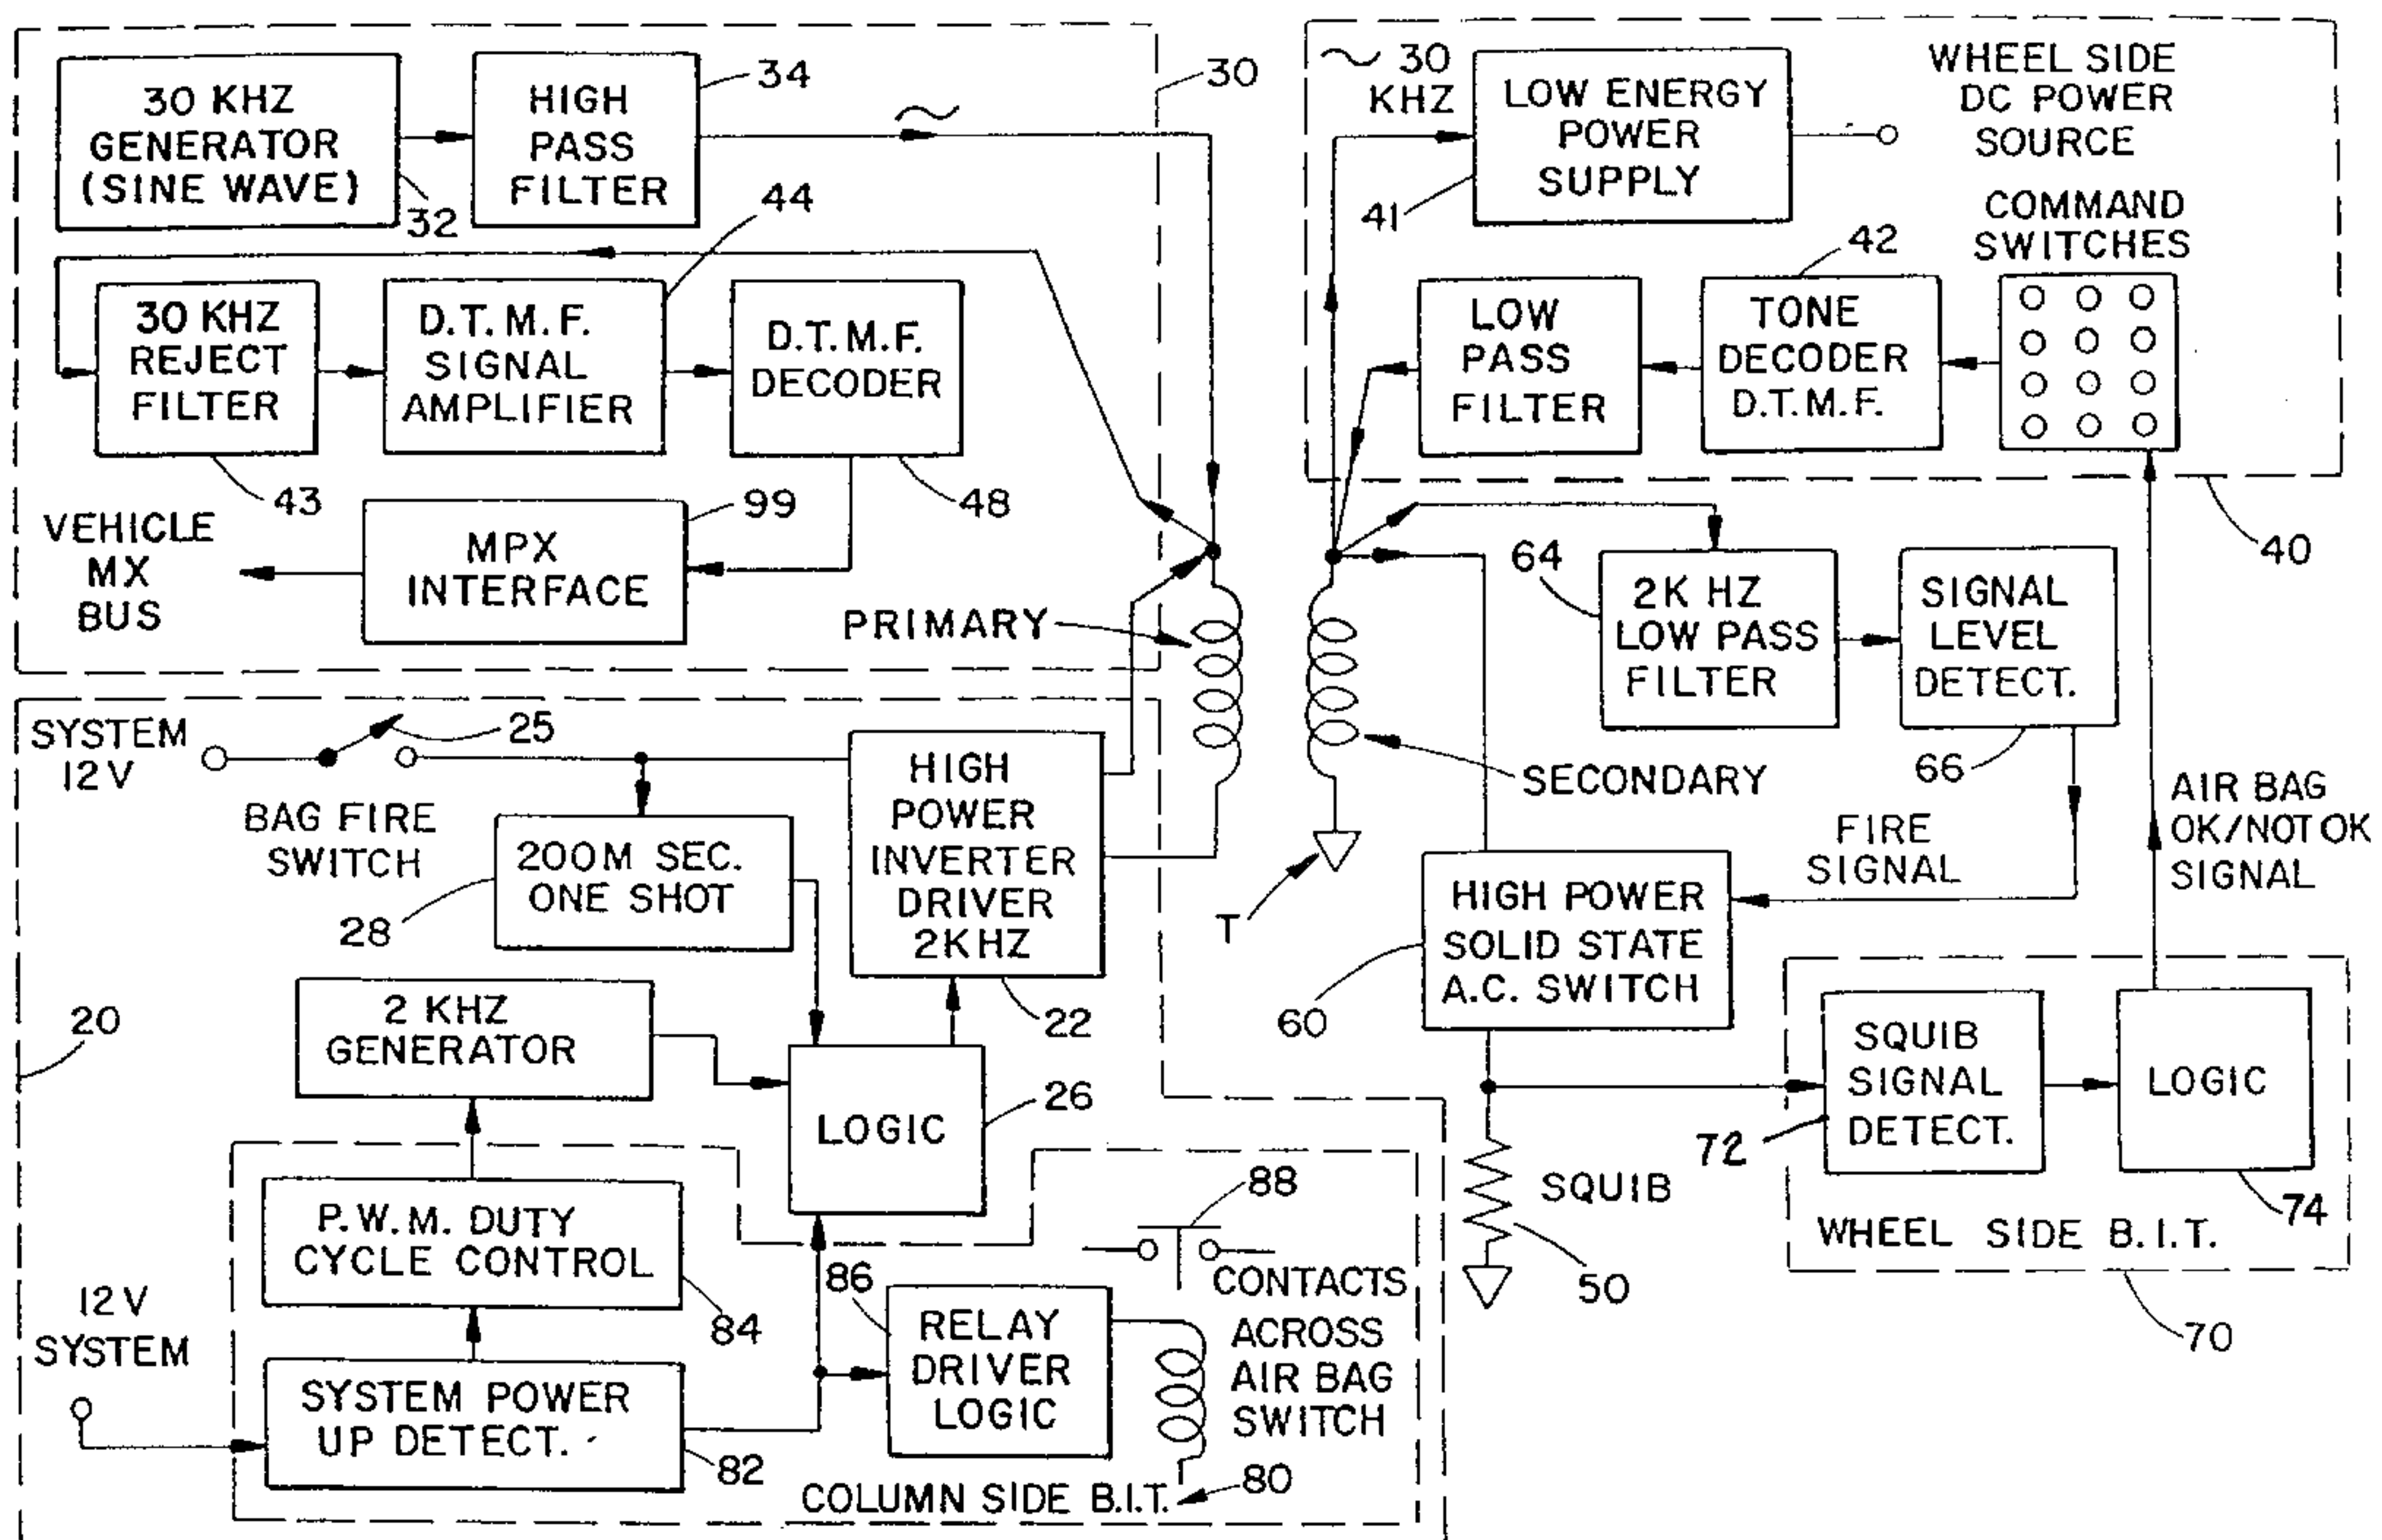 30 KHZ
GENERATOR
(SINE WAVE)
32
HIGH
PASS
FILTER
34
30
44
30 KHZ
REJECT
FILTER
43
D.T.M.F.
SIGNAL
AMPLIFIER
D.T.M.F.
DECODER
48
99
MPX
INTERFACE
VEHICLE
MX
BUS
~ 30
KHZ
LOW ENERGY
POWER
SUPPLY
41
WHEEL SIDE
DC POWER
SOURCE
COMMAND
SWITCHES
42
LOW
PASS
FILTER
TONE
DECODER
D.T.M.F.
40
PRIMARY
SECONDARY
T
64
2K HZ
LOW PASS
FILTER
SIGNAL
LEVEL
DETECT.
66
FIRE
SIGNAL
AIR BAG
OK/NOT OK
SIGNAL
SYSTEM
12V
25
BAG FIRE
SWITCH
200M SEC.
ONE SHOT
28
HIGH
POWER
INVERTER
DRIVER
2KHZ
22
20
2 KHZ
GENERATOR
LOGIC
26
P.W.M. DUTY
CYCLE CONTROL
84
12V
SYSTEM
SYSTEM POWER
UP DETECT.
82
86
RELAY
DRIVER
LOGIC
88
CONTACTS
ACROSS
AIR BAG
SWITCH
COLUMN SIDE B.I.T.
80
HIGH POWER
SOLID STATE
A.C. SWITCH
60
SQUIB
50
SQUIB
SIGNAL
DETECT.
72
LOGIC
74
WHEEL SIDE B.I.T.
70